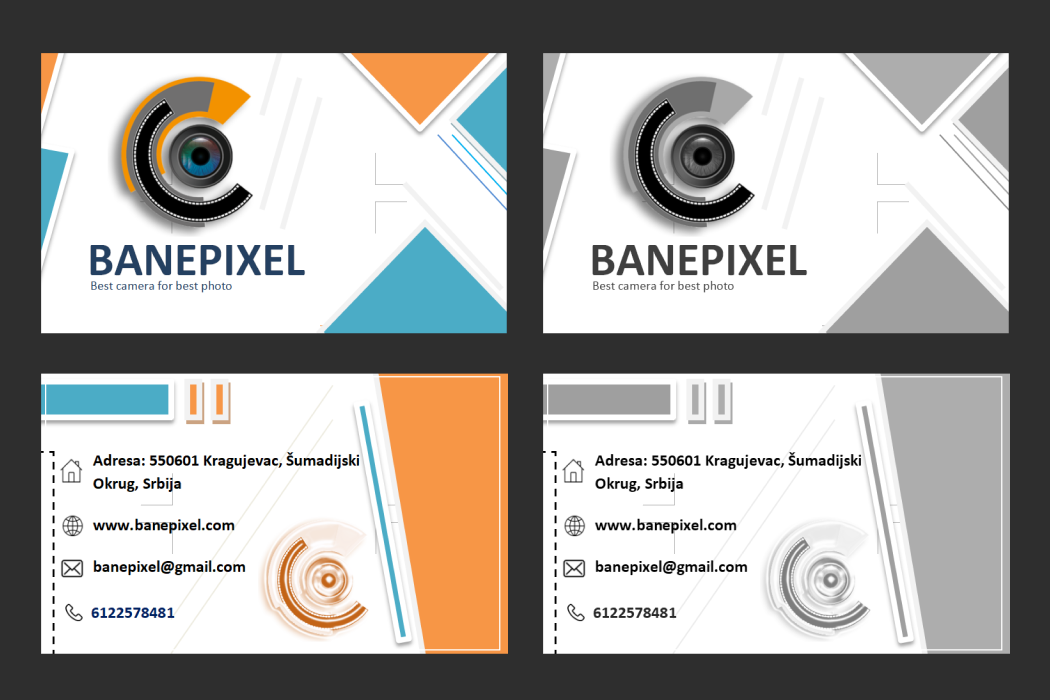 BANEPIXEL
Best camera for best photo
BANEPIXEL
Best camera for best photo
Adresa: 550601 Kragujevac, Šumadijski
Okrug, Srbija
www.banepixel.com
banepixel@gmail.com
6122578481
Adresa: 550601 Kragujevac, Šumadijski
Okrug, Srbija
www.banepixel.com
banepixel@gmail.com
6122578481